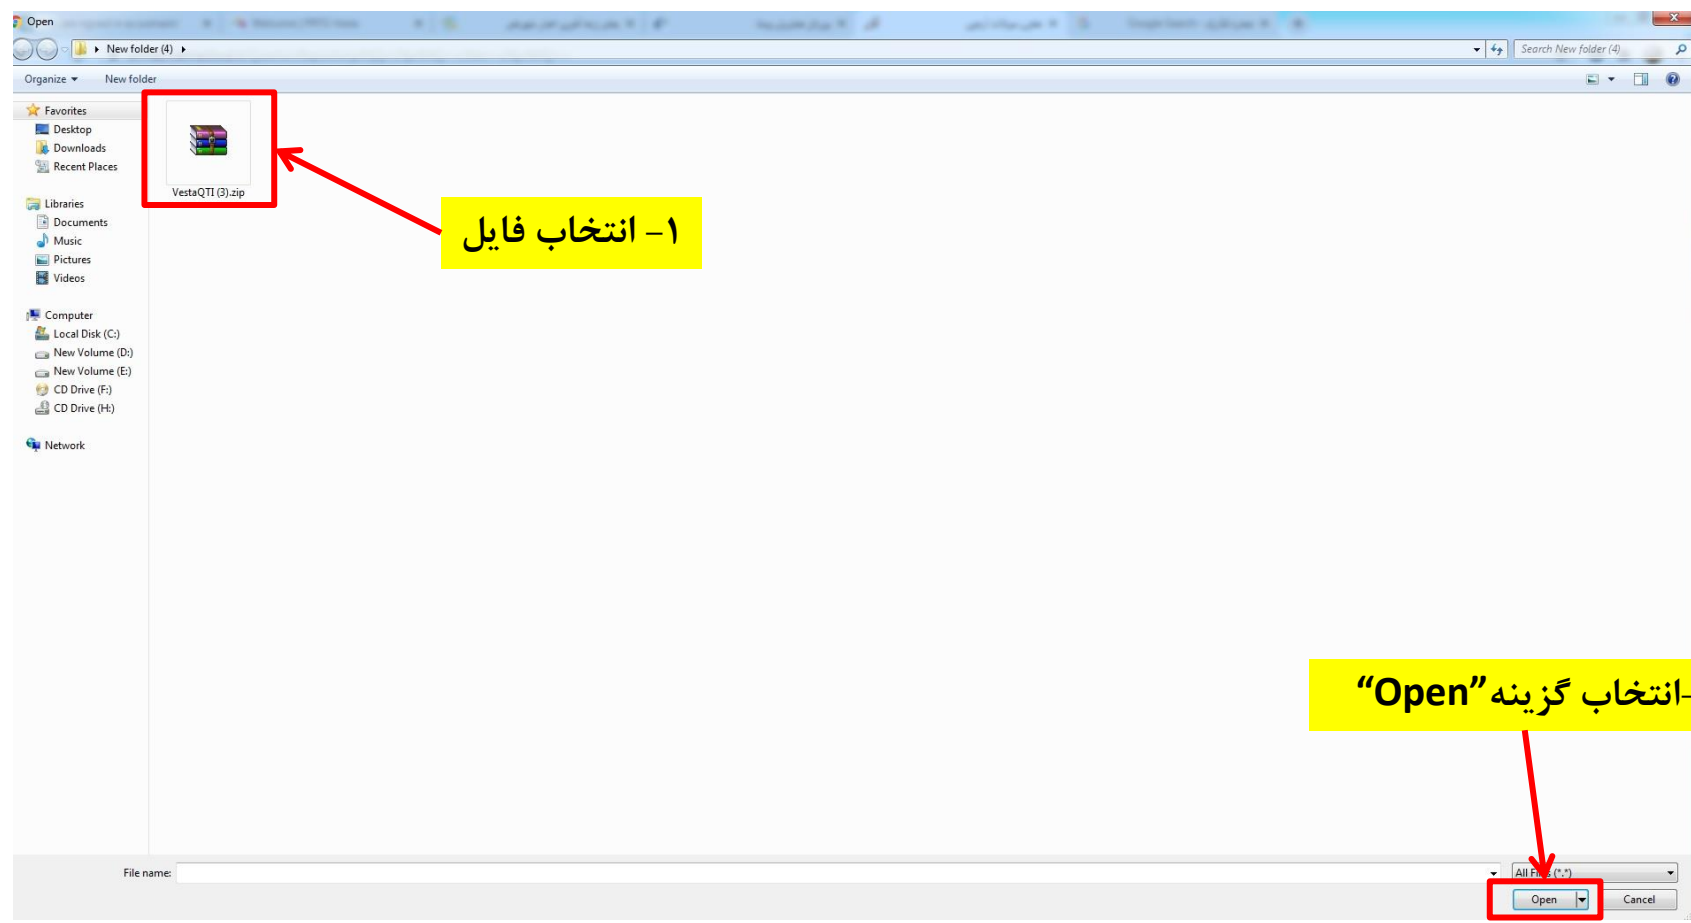 Open
New folder (4)
Search New folder (4)
Organize
New folder
Favorites
Desktop
Downloads
Recent Places
Libraries
Documents
Music
Pictures
Videos
Computer
Local Disk (C:)
New Volume (D:)
New Volume (E:)
CD Drive (F:)
CD Drive (H:)
Network
VestaQTI (3).zip
۱- انتخاب فایل
-انتخاب گزینه”Open“
File name:
All Files (*.*)
Open
Cancel